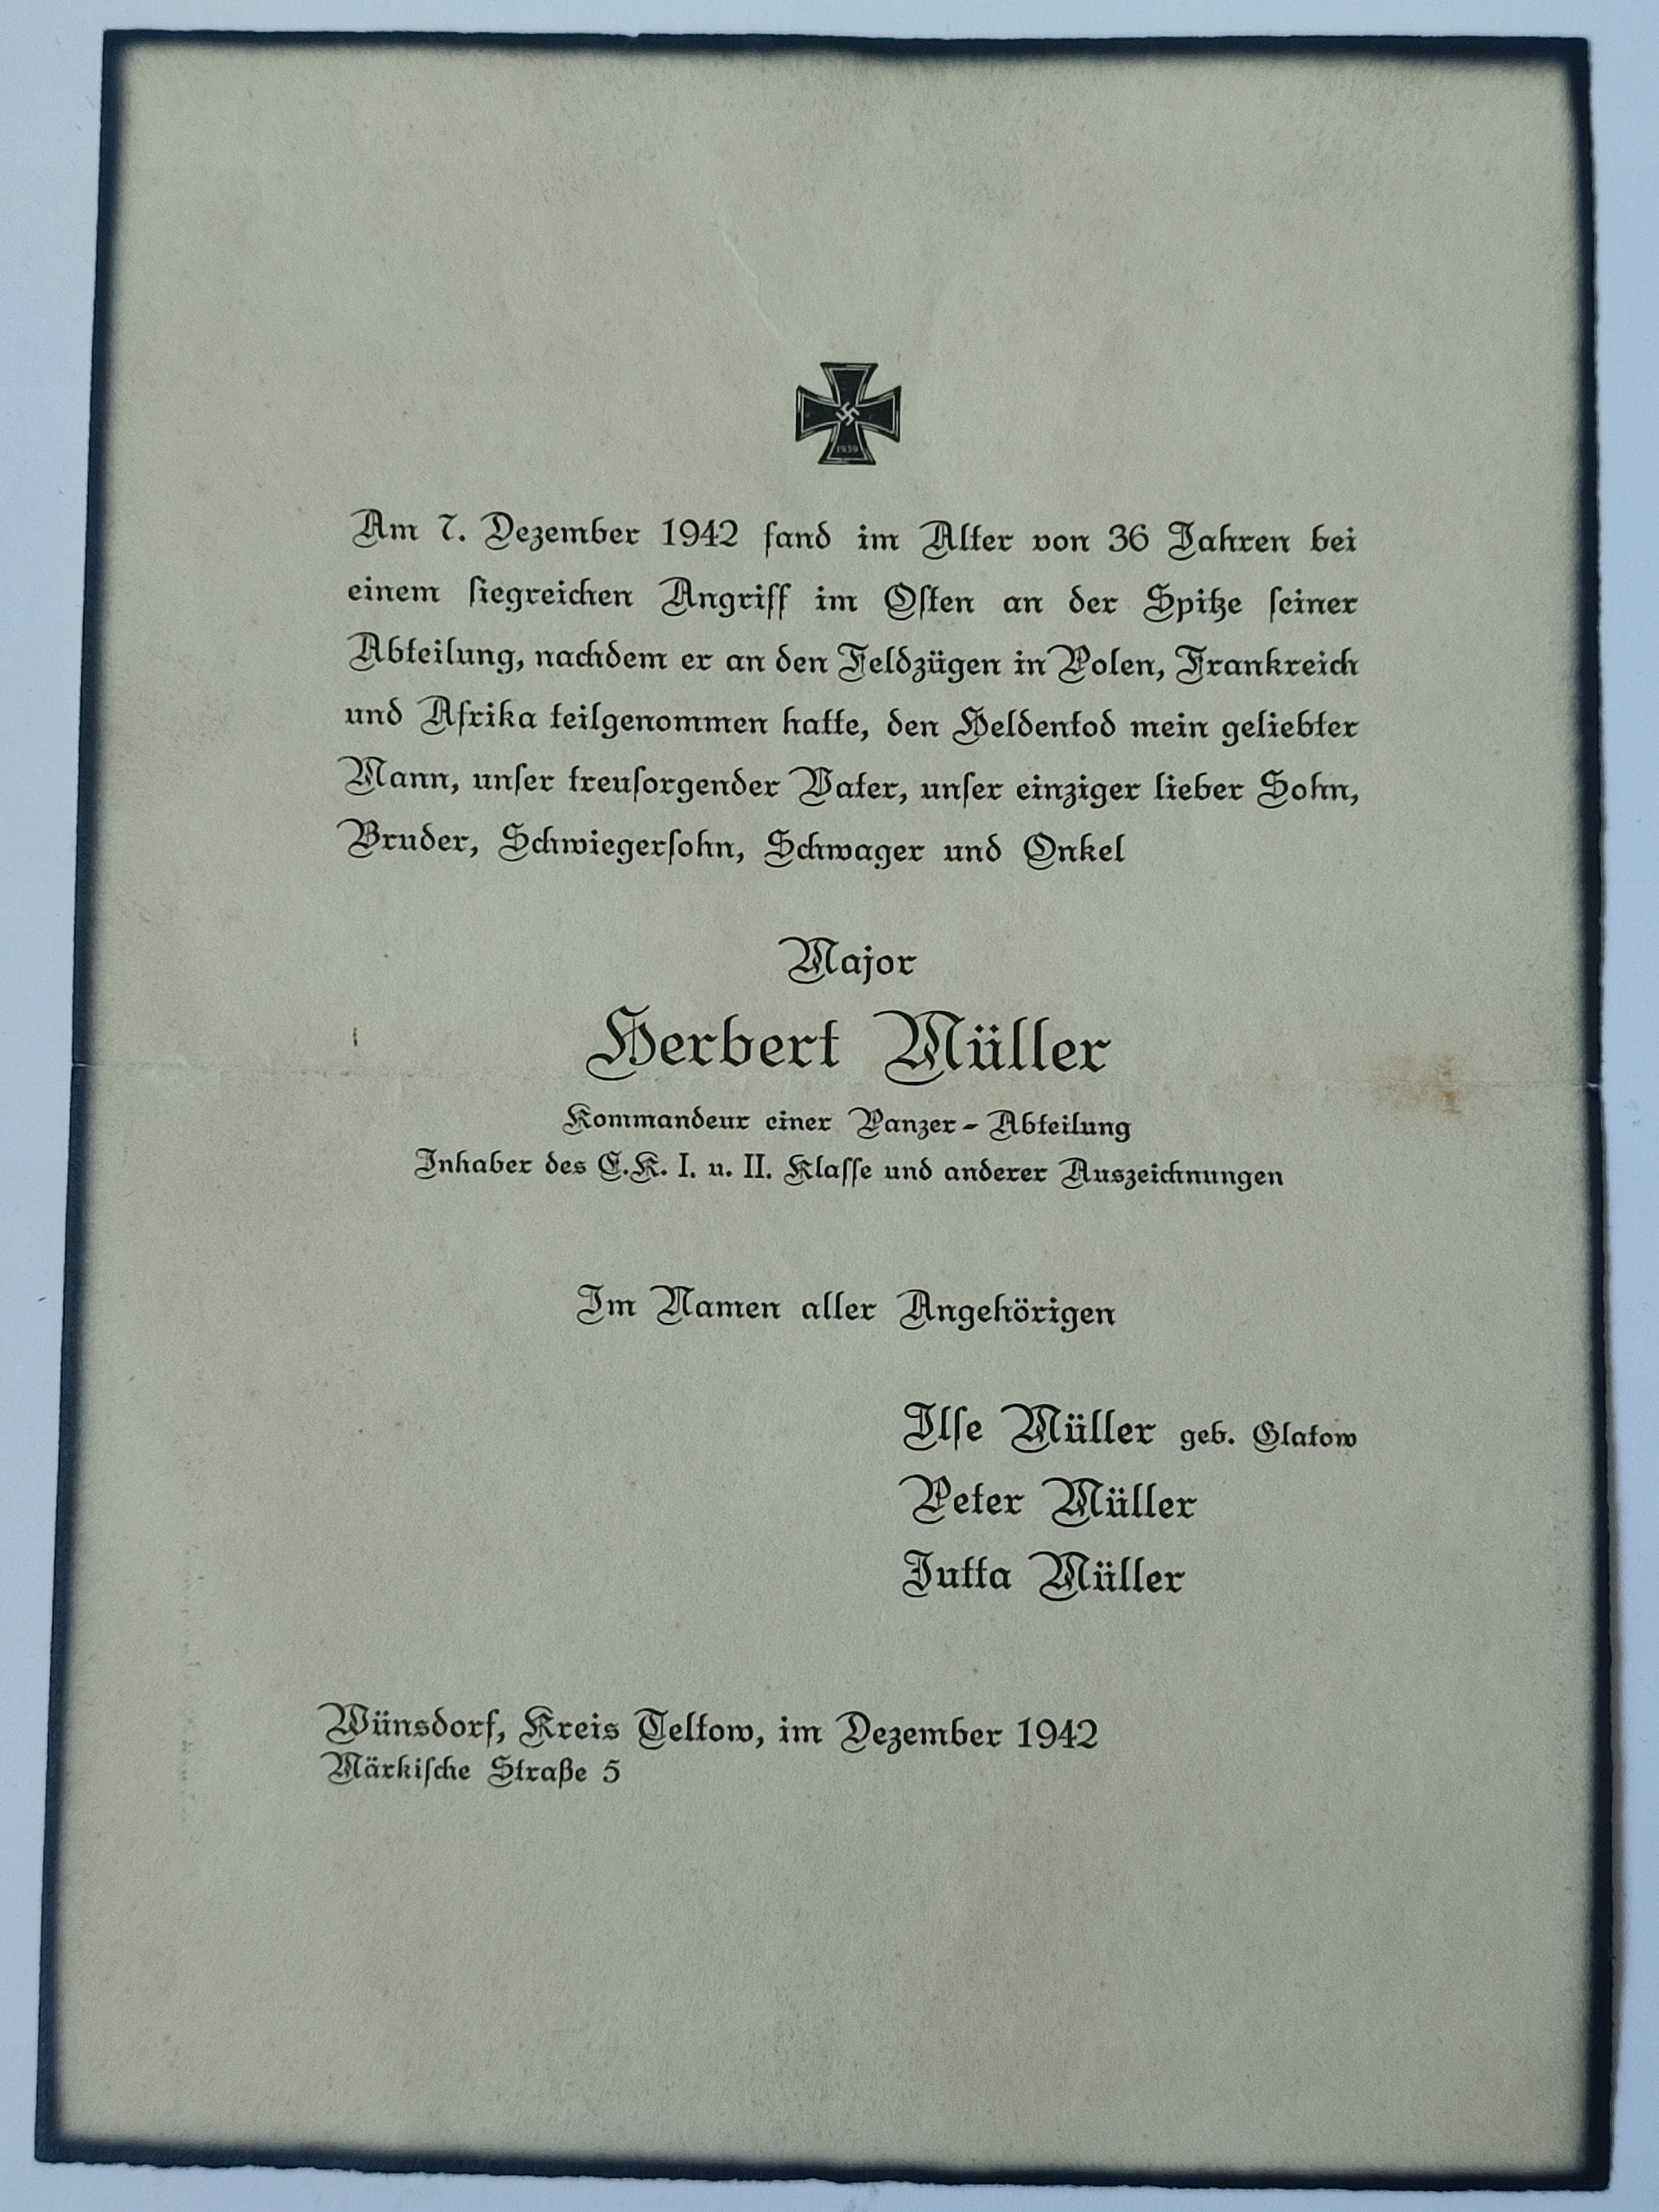 1939
Am 7. Dezember 1942 fand im Alter von 36 Jahren bei
einem siegreichen Angriff im Osten an der Spitze seiner
Abteilung, nachdem er an den Feldzügen in Polen, Frankreich
und Afrika teilgenommen hatte, den Heldentod mein geliebter
Mann, unser treusorgender Vater, unser einziger lieber Sohn,
Bruder, Schwiegersohn, Schwager und Onkel
Major
Herbert Müller
Kommandeur einer Panzer-Abteilung
Inhaber des E.K. I. u. II. Klasse und anderer Auszeichnungen
Im Namen aller Angehörigen
Ilse Müller geb. Glatow
Peter Müller
Jutta Müller
Wünsdorf, Kreis Teltow, im Dezember 1942
Märkische Straße 5